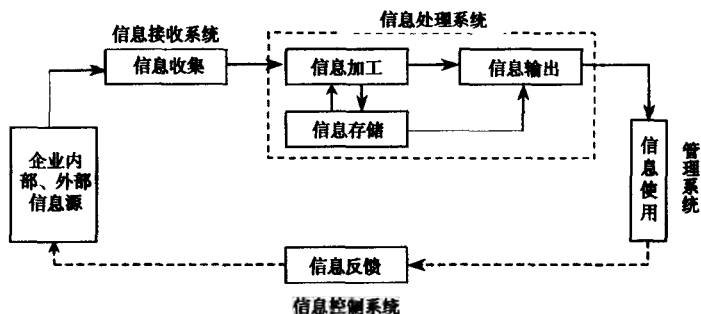 信息处理系统
信息接收系统
信息收集
信息加工
信息输出
信息存储
企业内
部、外部
信息源
信息使用
管理系统
信息反馈
信息控制系统